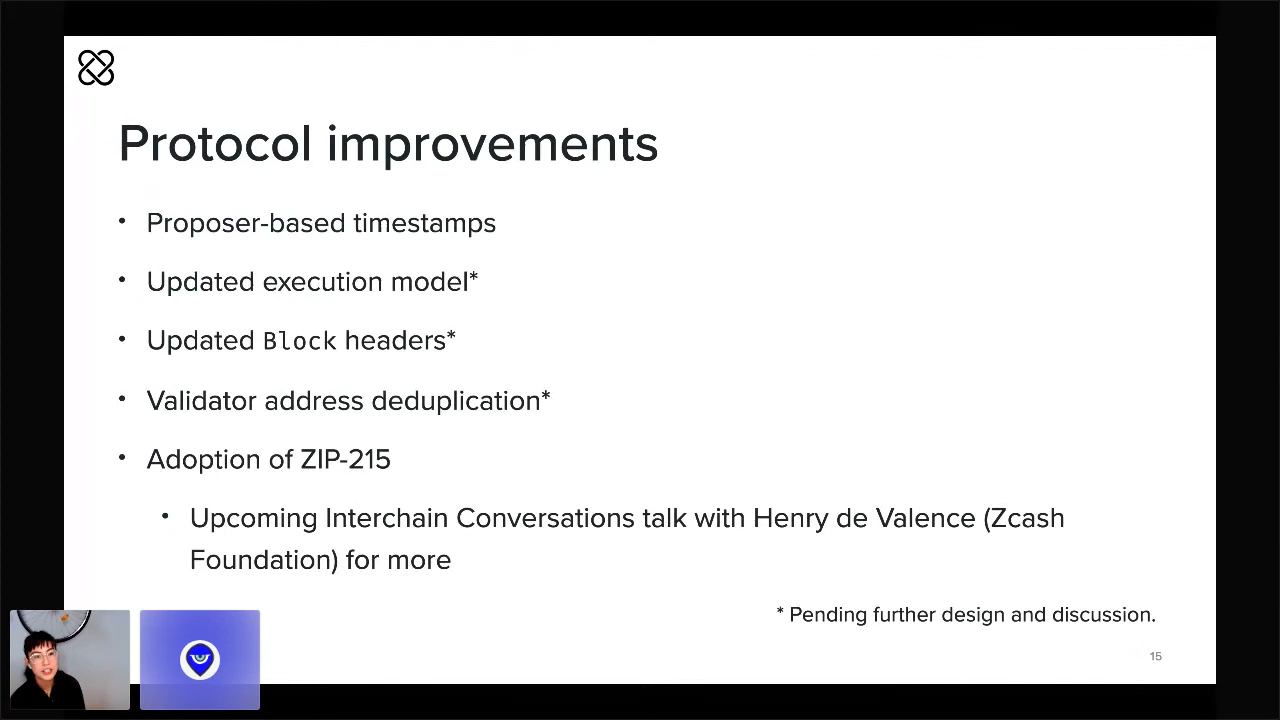 Protocol improvements
• Proposer-based timestamps
• Updated execution model*
• Updated Block headers*
• Validator address deduplication*
• Adoption of ZIP-215
• Upcoming Interchain Conversations talk with Henry de Valence (Zcash
Foundation) for more
* Pending further design and discussion.
15